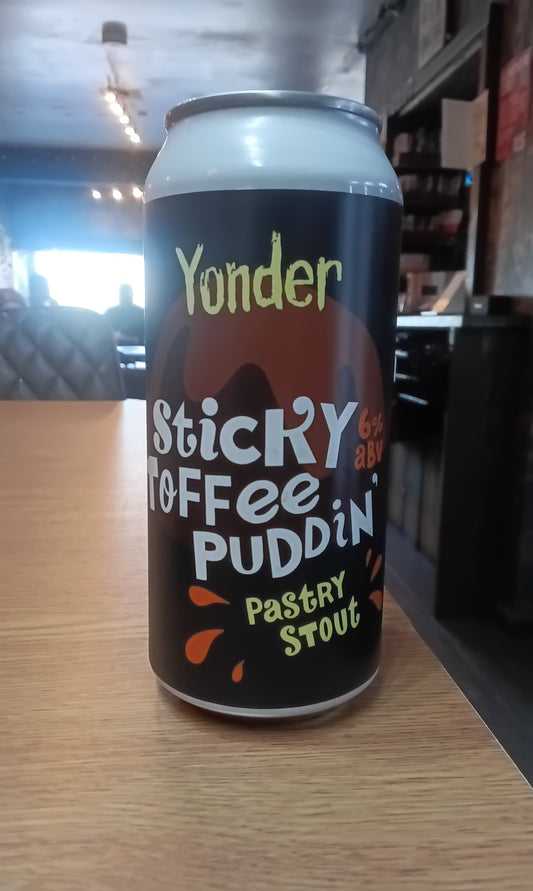 Yonder
Sticky
6%
aBV
TOFFee
PUDDiN'
PaStRY
STOUt